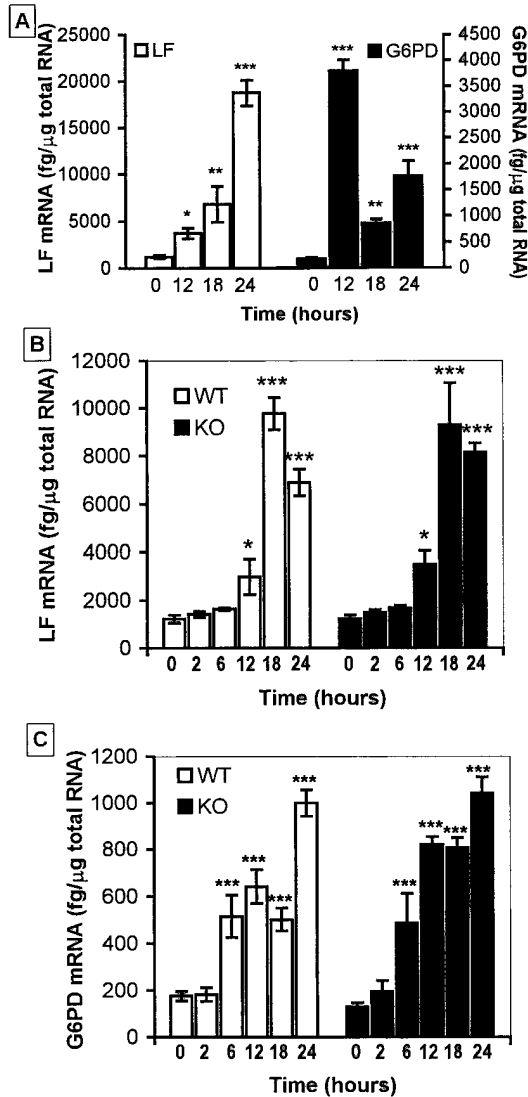 A
LF mRNA (fg/μg total RNA)
25000
20000
15000
10000
5000
0
LF
G6PD
* ** ***
*** ** ***
4500
4000
3500
3000
2500
2000
1500
1000
500
0
G6PD mRNA (fg/μg total RNA)
0 12 18 24 0 12 18 24
Time (hours)
B
LF mRNA (fg/μg total RNA)
12000
10000
8000
6000
4000
2000
0
WT
KO
* *** ***
* *** ***
0 2 6 12 18 24 0 2 6 12 18 24
Time (hours)
C
G6PD mRNA (fg/μg total RNA)
1200
1000
800
600
400
200
0
WT
KO
*** *** *** ***
*** *** *** ***
0 2 6 12 18 24 0 2 6 12 18 24
Time (hours)